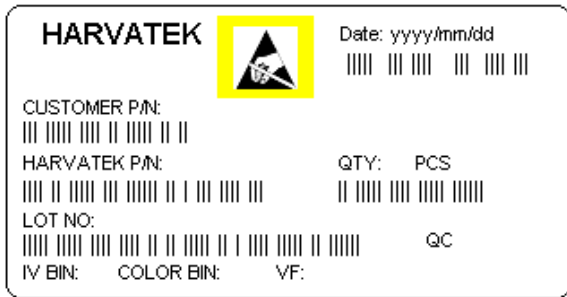 HARVATEK
Date: yyyy/mm/dd
CUSTOMER P/N:
HARVATEK P/N:
QTY: PCS
LOT NO:
QC
IV BIN: COLOR BIN: VF: